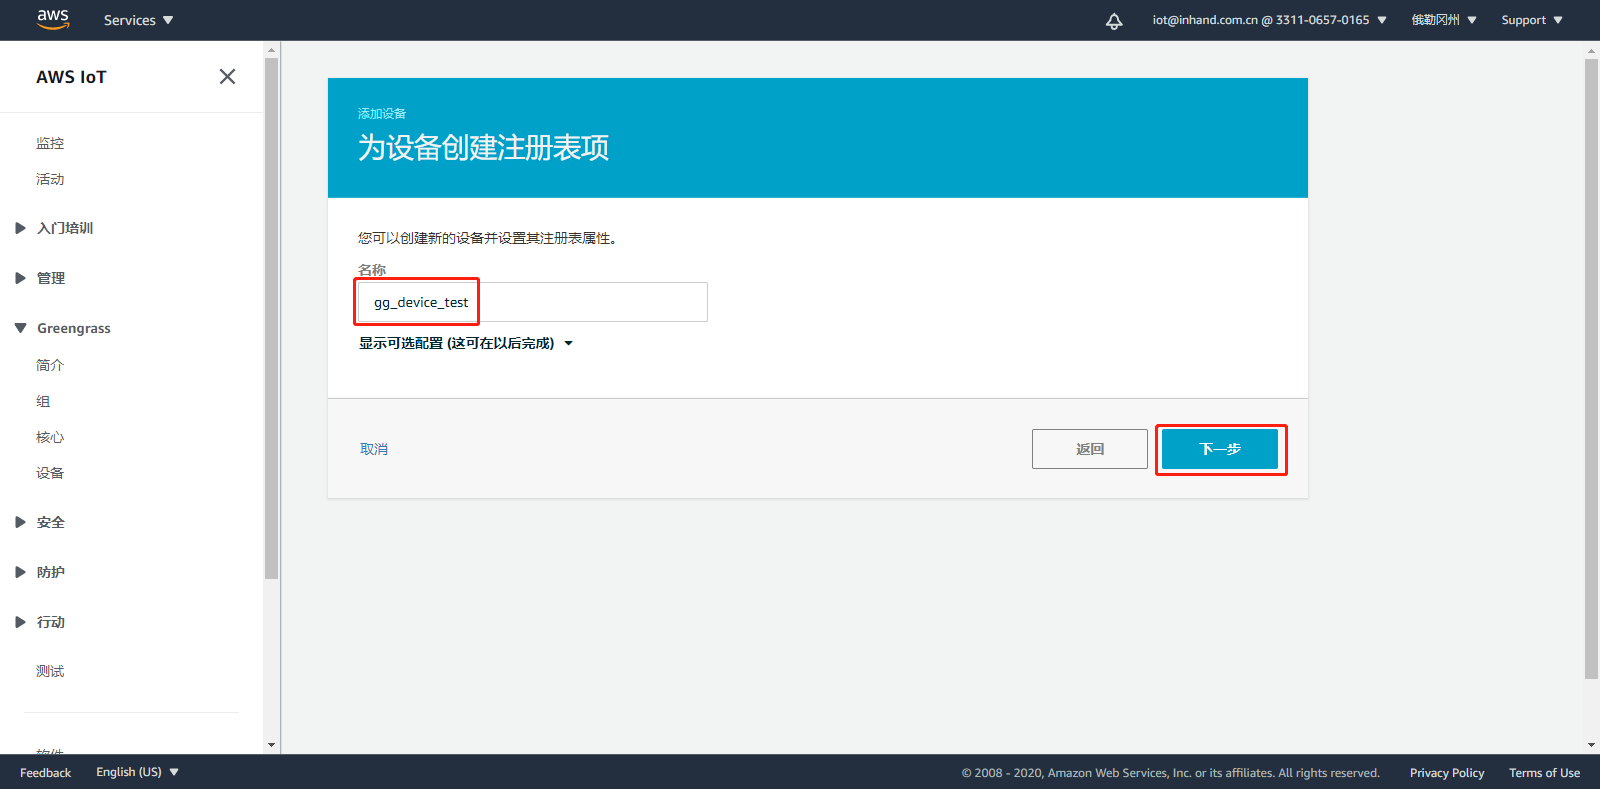 aws
Services
iot@inhand.com.cn @ 3311-0657-0165
俄勒冈州
Support
AWS IoT
监控
活动
入门培训
管理
Greengrass
简介
组
核心
设备
安全
防护
行动
测试
软件
添加设备
为设备创建注册表项
您可以创建新的设备并设置其注册表属性。
名称
gg_device_test
显示可选配置 (这可在以后完成)
取消
返回
下一步
Feedback
English (US)
© 2008 - 2020, Amazon Web Services, Inc. or its affiliates. All rights reserved.
Privacy Policy
Terms of Use